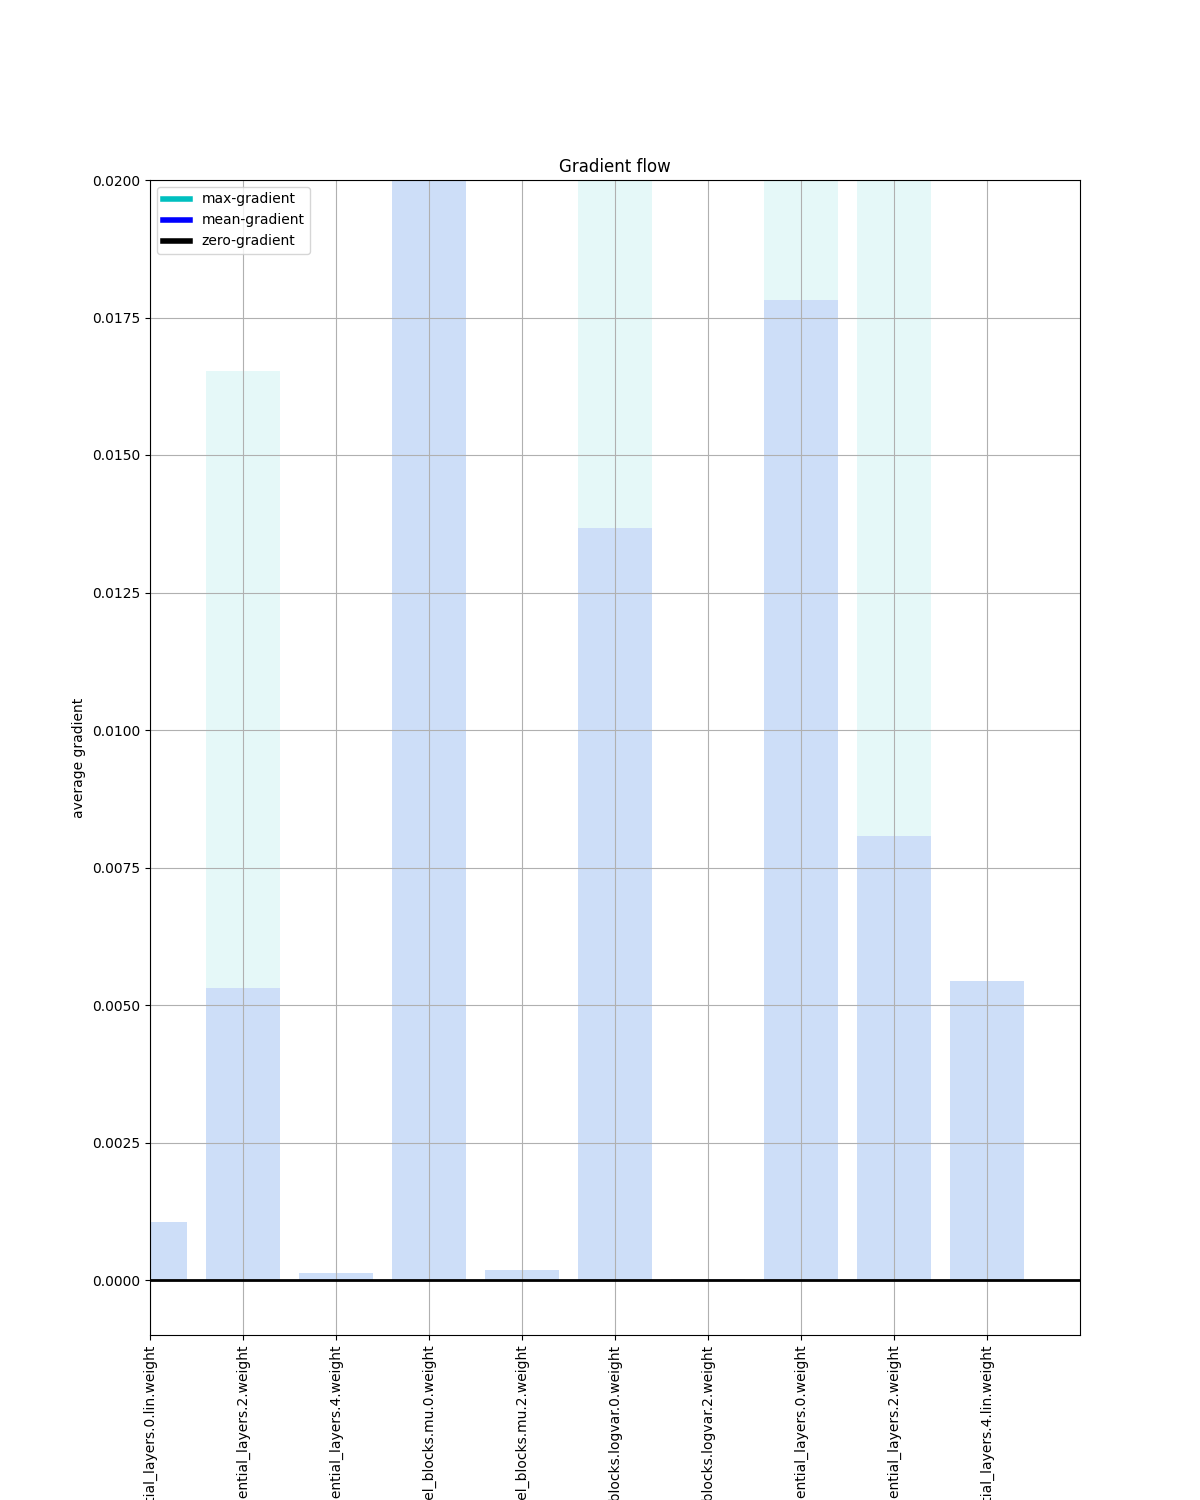 Gradient flow
max-gradient
mean-gradient
zero-gradient
0.0200
0.0175
0.0150
0.0125
0.0100
0.0075
0.0050
0.0025
0.0000
average gradient
tial_layers.0.lin.weight
ential_layers.2.weight
ential_layers.4.weight
el_blocks.mu.0.weight
el_blocks.mu.2.weight
blocks.logvar.0.weight
blocks.logvar.2.weight
ential_layers.0.weight
ential_layers.2.weight
tial_layers.4.lin.weight